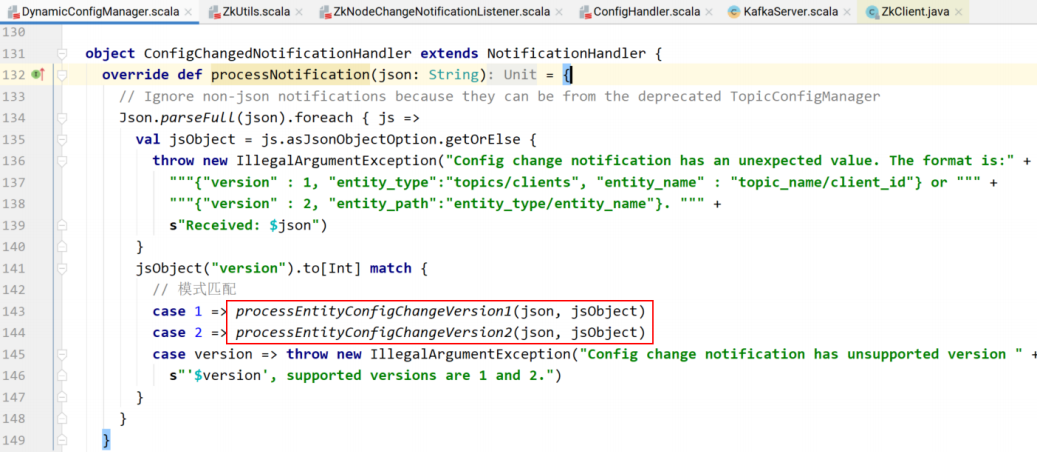 DynamicConfigManager.scala ZkUtils.scala ZkNodeChangeNotificationListener.scala ConfigHandler.scala KafkaServer.scala ZkClient.java
130
131 object ConfigChangedNotificationHandler extends NotificationHandler {
132 override def processNotification(json: String): Unit = {
133 // Ignore non-json notifications because they can be from the deprecated TopicConfigManager
134 Json.parseFull(json).foreach { js =>
135 val jsObject = js.asJsonObjectOption.getOrElse {
136 throw new IllegalArgumentException("Config change notification has an unexpected value. The format is:" +
137 """{"version" : 1, "entity_type":"topics/clients", "entity_name" : "topic_name/client_id"} or """ +
138 """{"version" : 2, "entity_path":"entity_type/entity_name"}. """ +
139 s"Received: $json")
140 }
141 jsObject("version").to[Int] match {
142 // 模式匹配
143 case 1 => processEntityConfigChangeVersion1(json, jsObject)
144 case 2 => processEntityConfigChangeVersion2(json, jsObject)
145 case version => throw new IllegalArgumentException("Config change notification has unsupported version " +
146 s"'$version', supported versions are 1 and 2.")
147 }
148 }
149 }